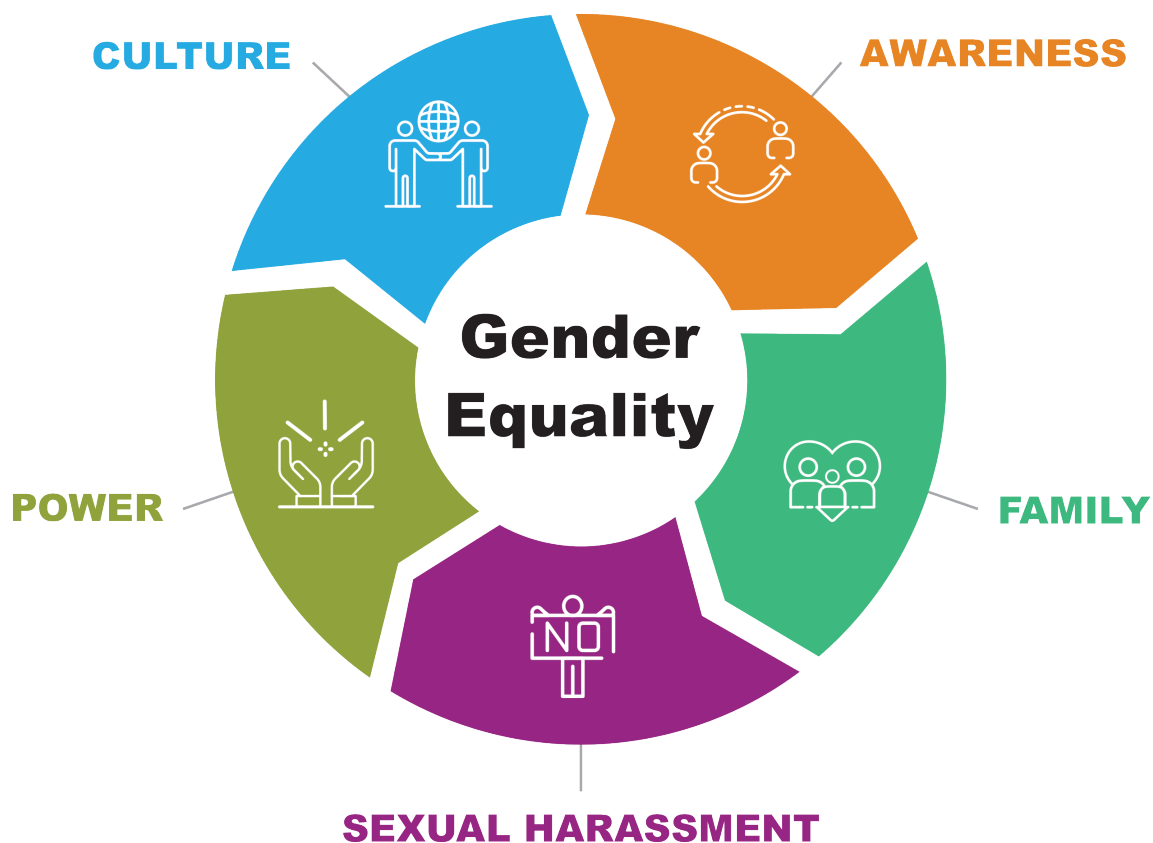 CULTURE
AWARENESS
Gender
Equality
POWER
FAMILY
NO
SEXUAL HARASSMENT